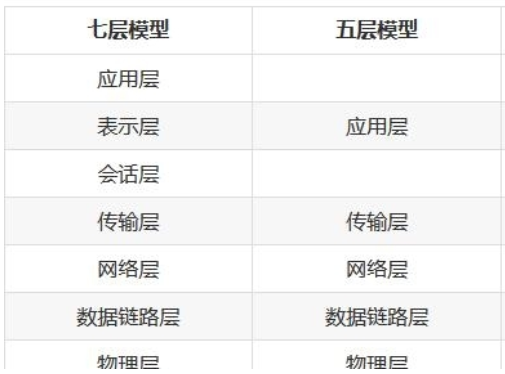 七层模型 五层模型
应用层
表示层 应用层
会话层
传输层 传输层
网络层 网络层
数据链路层 数据链路层
物理层 物理层